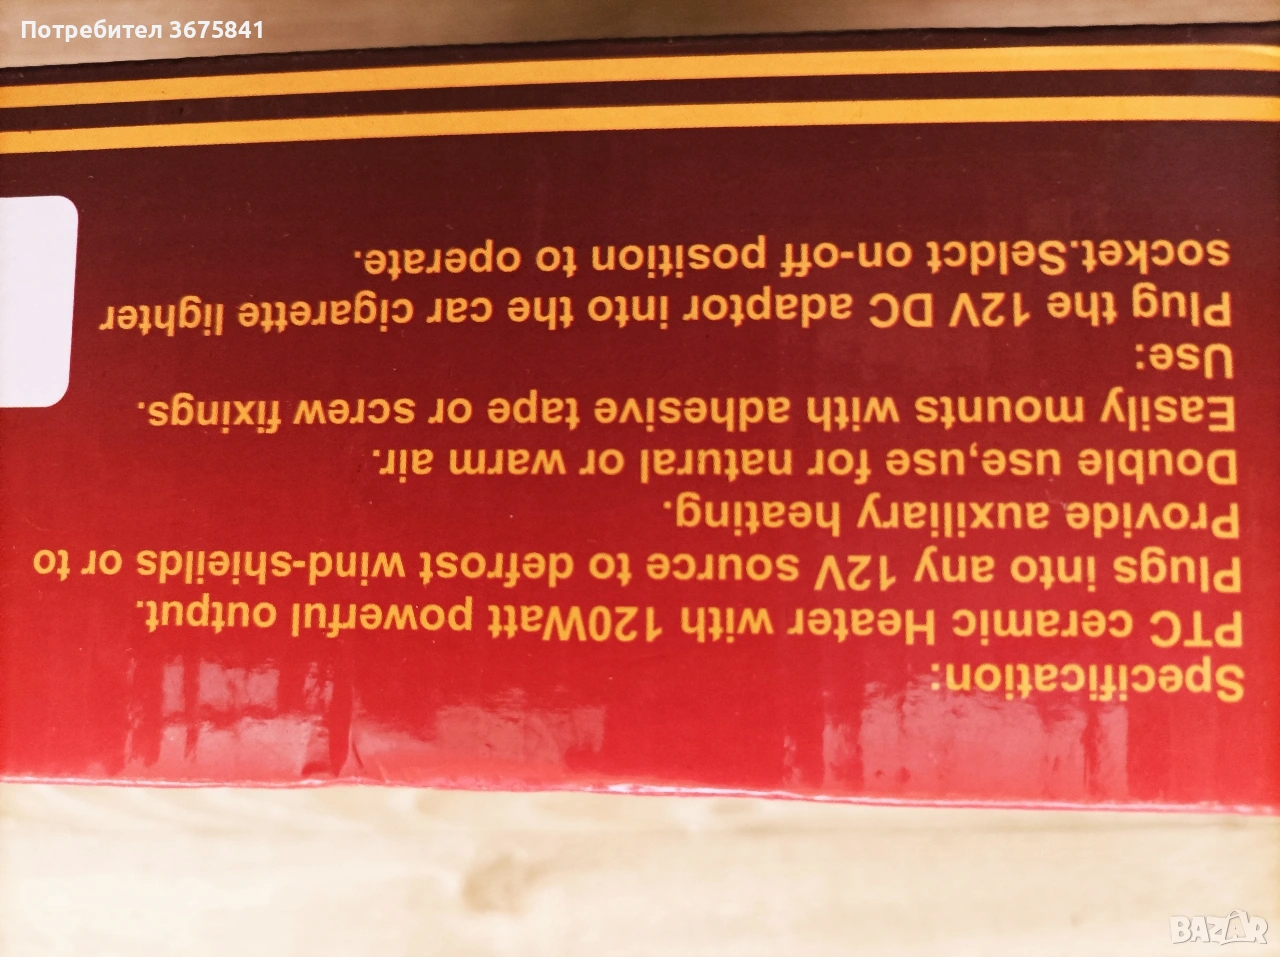 Потребител 3675841
Specification:
PTC ceramic Heater with 120Watt powerful output.
Plugs into any 12V source to defrost wind-sheilds or to
Provide auxiliary heating.
Double use,use for natural or warm air.
Easily mounts with adhesive tape or screw fixings.
Use:
Plug the 12V DC adaptor into the car cigarette lighter
socket.Seldct on-off position to operate.
BAZAR